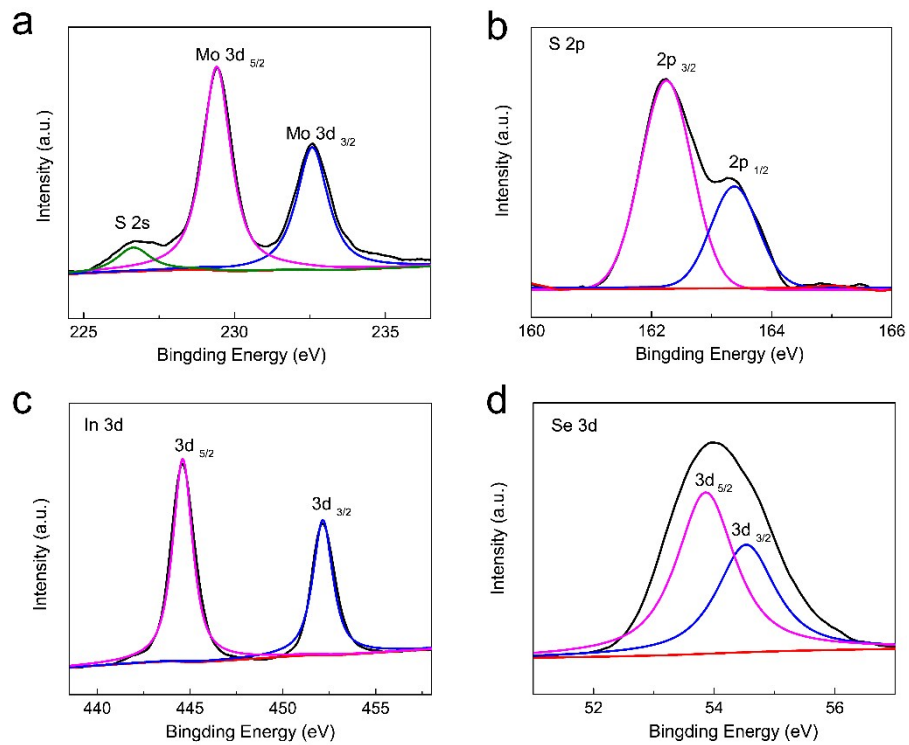 a
Mo 3d 5/2
Mo 3d 3/2
S 2s
Intensity (a.u.)
225 230 235
Bingding Energy (eV)
b
S 2p
2p 3/2
2p 1/2
Intensity (a.u.)
160 162 164 166
Bingding Energy (eV)
c
In 3d
3d 5/2
3d 3/2
Intensity (a.u.)
440 445 450 455
Bingding Energy (eV)
d
Se 3d
3d 5/2
3d 3/2
Intensity (a.u.)
52 54 56
Bingding Energy (eV)